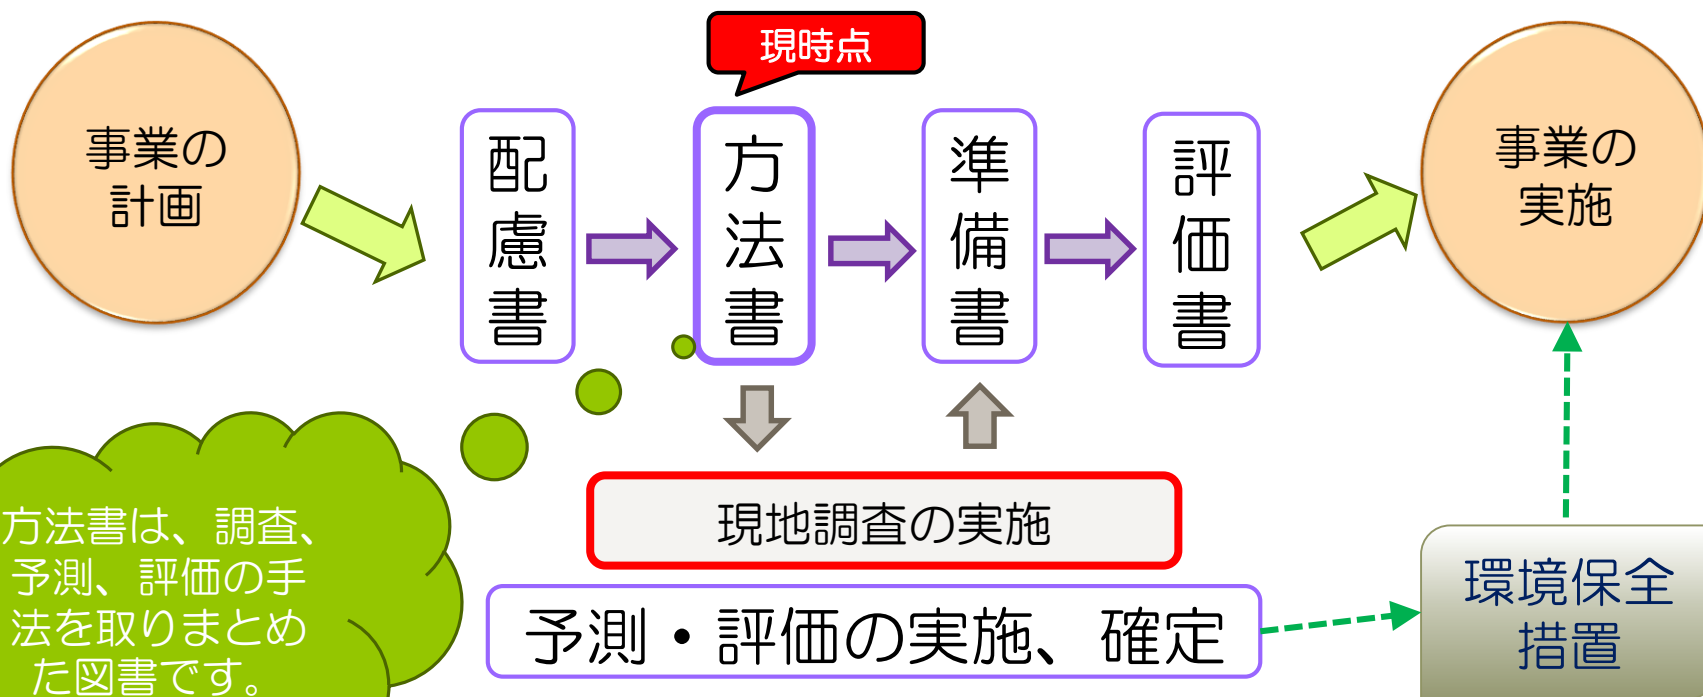 現時点
事業の
計画
配慮書
方法書
準備書
評価書
事業の
実施
現地調査の実施
方法書は、調査、
予測、評価の手
法を取りまとめ
た図書です。
予測・評価の実施、確定
環境保全
措置